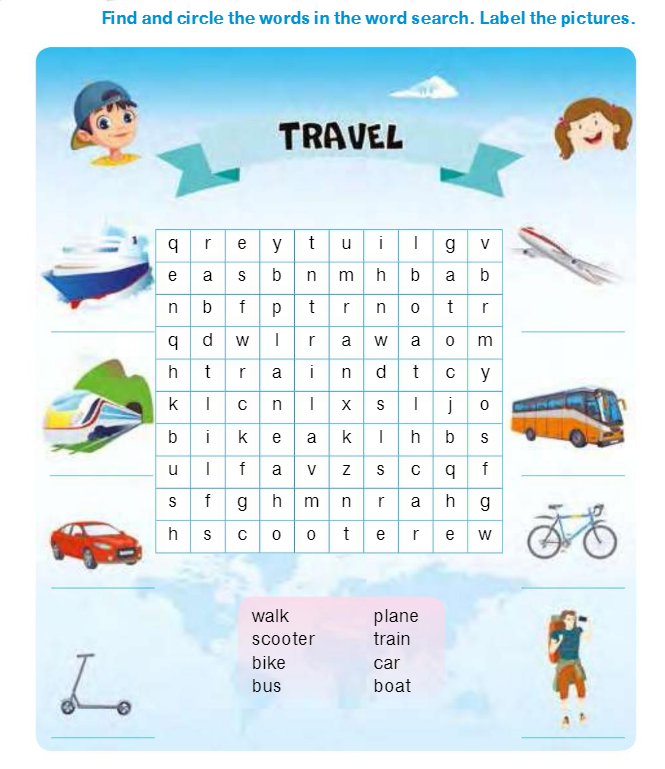 Find and circle the words in the word search. Label the pictures.
TRAVEL
q r e y t u i l g v
e a s b n m h b a b
n b f p t r n o t r
q d w l r a w a o m
h t r a i n d t c y
k l c n l x s l j o
b i k e a k l h b s
u l f a v z s c q f
s f g h m n r a h g
h s c o o t e r e w
walk plane
scooter train
bike car
bus boat